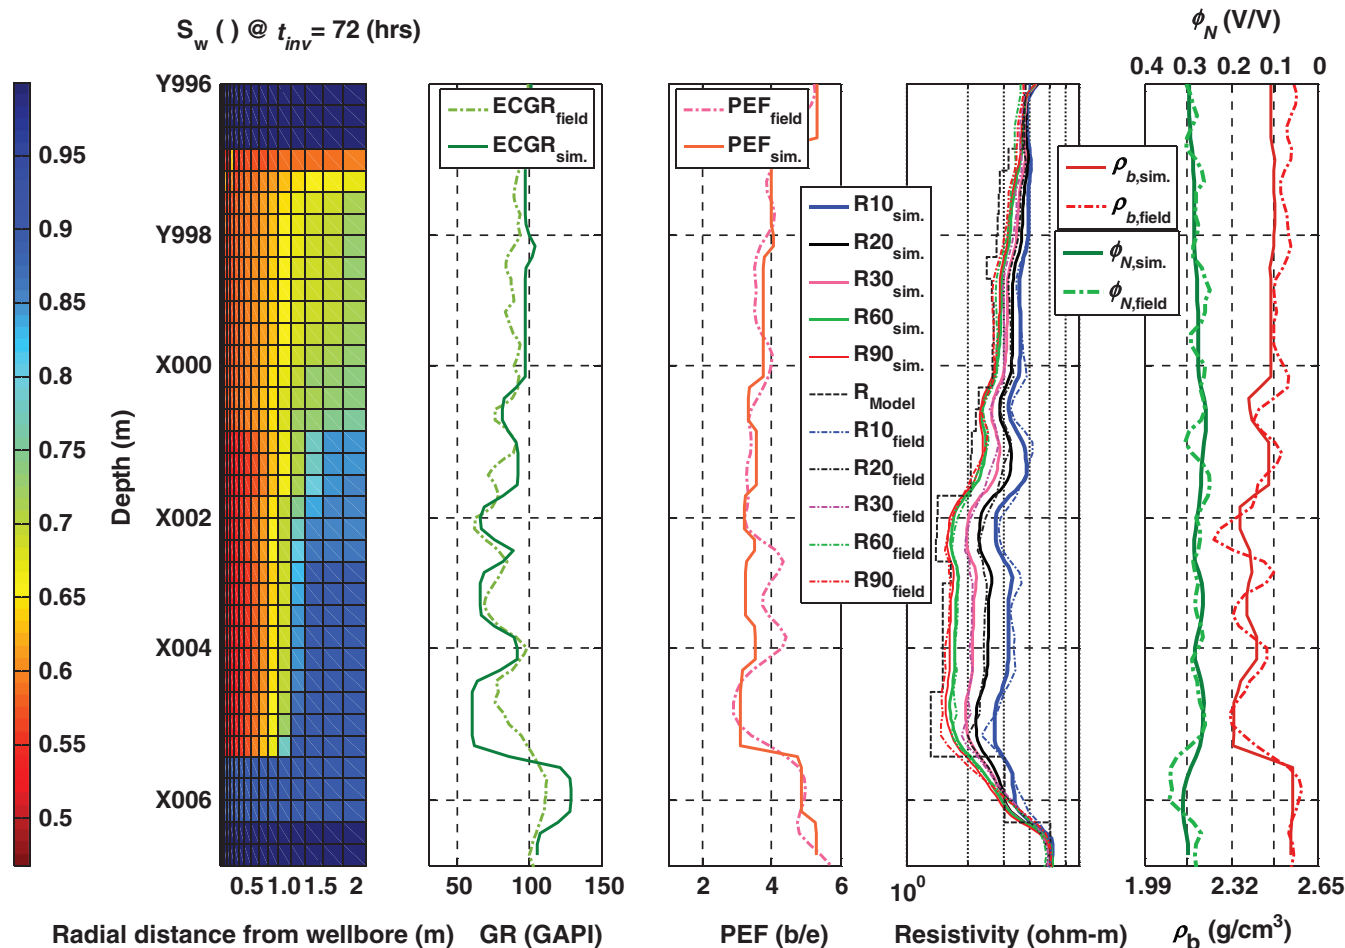 S_w ( ) @ t_inv = 72 (hrs)
ϕ_N (V/V)
0.4 0.3 0.2 0.1 0
Y996
Y998
X000
X002
X004
X006
Depth (m)
0.95
0.9
0.85
0.8
0.75
0.7
0.65
0.6
0.55
0.5
ECGR_field
ECGR_sim.
PEF_field
PEF_sim.
R10_sim.
R20_sim.
R30_sim.
R60_sim.
R90_sim.
R_Model
R10_field
R20_field
R30_field
R60_field
R90_field
ρ_b,sim.
ρ_b,field
ϕ_N,sim.
ϕ_N,field
0.5 1.0 1.5 2
50 100 150
2 4 6
10^0
1.99 2.32 2.65
Radial distance from wellbore (m)
GR (GAPI)
PEF (b/e)
Resistivity (ohm-m)
ρ_b (g/cm^3)